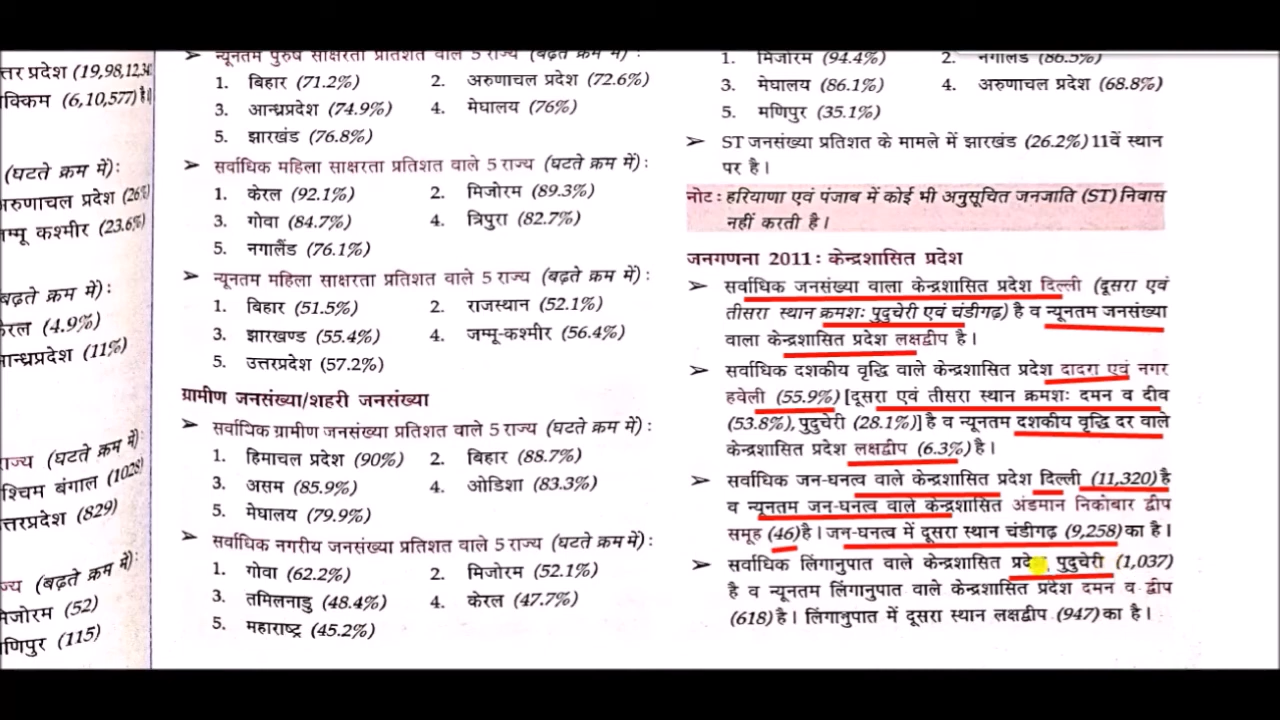 त्तर प्रदेश (19,98,12,34
क्किम (6,10,577) है।
(घटते क्रम में):
अरुणाचल प्रदेश (26%)
म्मू कश्मीर (23.6%)
बढ़ते क्रम में):
केरल (4.9%)
आन्ध्रप्रदेश (11%)
राज्य (घटते क्रम में):
श्चिम बंगाल (1028)
त्तरप्रदेश (829)
ज्य (बढ़ते क्रम में):
मिजोरम (52)
णिपुर (115)
न्यूनतम पुरुष साक्षरता प्रतिशत वाले 5 राज्य (बढ़ते क्रम में):
1. बिहार (71.2%) 2. अरुणाचल प्रदेश (72.6%)
3. आन्ध्रप्रदेश (74.9%) 4. मेघालय (76%)
5. झारखंड (76.8%)
➢ सर्वाधिक महिला साक्षरता प्रतिशत वाले 5 राज्य (घटते क्रम में):
1. केरल (92.1%) 2. मिजोरम (89.3%)
3. गोवा (84.7%) 4. त्रिपुरा (82.7%)
5. नगालैंड (76.1%)
➢ न्यूनतम महिला साक्षरता प्रतिशत वाले 5 राज्य (बढ़ते क्रम में):
1. बिहार (51.5%) 2. राजस्थान (52.1%)
3. झारखण्ड (55.4%) 4. जम्मू-कश्मीर (56.4%)
5. उत्तरप्रदेश (57.2%)
ग्रामीण जनसंख्या/शहरी जनसंख्या
➢ सर्वाधिक ग्रामीण जनसंख्या प्रतिशत वाले 5 राज्य (घटते क्रम में):
1. हिमाचल प्रदेश (90%) 2. बिहार (88.7%)
3. असम (85.9%) 4. ओडिशा (83.3%)
5. मेघालय (79.9%)
➢ सर्वाधिक नगरीय जनसंख्या प्रतिशत वाले 5 राज्य (घटते क्रम में):
1. गोवा (62.2%) 2. मिजोरम (52.1%)
3. तमिलनाडु (48.4%) 4. केरल (47.7%)
5. महाराष्ट्र (45.2%)
1. मिजोरम (94.4%) 2. नगालैंड (86.5%)
3. मेघालय (86.1%) 4. अरुणाचल प्रदेश (68.8%)
5. मणिपुर (35.1%)
➢ ST जनसंख्या प्रतिशत के मामले में झारखंड (26.2%) 11वें स्थान
पर है।
नोट : हरियाणा एवं पंजाब में कोई भी अनुसूचित जनजाति (ST) निवास
नहीं करती है।
जनगणना 2011: केन्द्रशासित प्रदेश
➢ सर्वाधिक जनसंख्या वाला केन्द्रशासित प्रदेश दिल्ली (दूसरा एवं
तीसरा स्थान क्रमशः पुदुचेरी एवं चंडीगढ़) है व न्यूनतम जनसंख्या
वाला केन्द्रशासित प्रदेश लक्षद्वीप है।
➢ सर्वाधिक दशकीय वृद्धि वाले केन्द्रशासित प्रदेश दादरा एवं नगर
हवेली (55.9%) [दूसरा एवं तीसरा स्थान क्रमशः दमन व दीव
(53.8%), पुदुचेरी (28.1%)] है व न्यूनतम दशकीय वृद्धि दर वाले
केन्द्रशासित प्रदेश लक्षद्वीप (6.3%) है।
➢ सर्वाधिक जन-घनत्व वाले केन्द्रशासित प्रदेश दिल्ली (11,320) है
व न्यूनतम जन-घनत्व वाले केन्द्रशासित अंडमान निकोबार द्वीप
समूह (46) है। जन-घनत्व में दूसरा स्थान चंडीगढ़ (9,258) का है।
➢ सर्वाधिक लिंगानुपात वाले केन्द्रशासित प्रदेश पुदुचेरी (1,037)
है व न्यूनतम लिंगानुपात वाले केन्द्रशासित प्रदेश दमन व द्वीप
(618) है। लिंगानुपात में दूसरा स्थान लक्षद्वीप (947) का है।